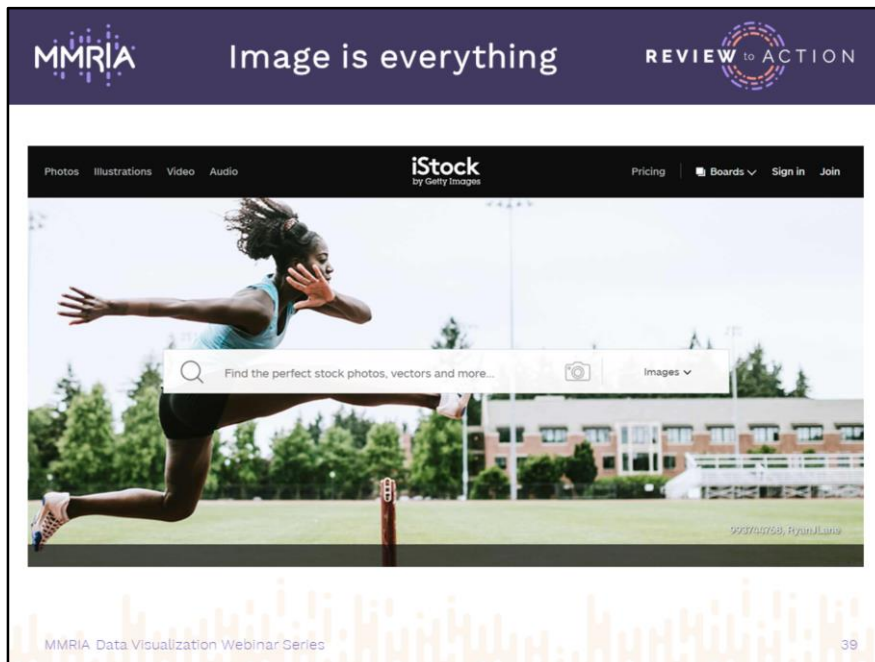 MMRIA
Image is everything
REVIEW to ACTION
Photos Illustrations Video Audio
iStock
by Getty Images
Pricing Boards Sign in Join
Find the perfect stock photos, vectors and more...
Images
993744758, RyanJLane
MMRIA Data Visualization Webinar Series
39